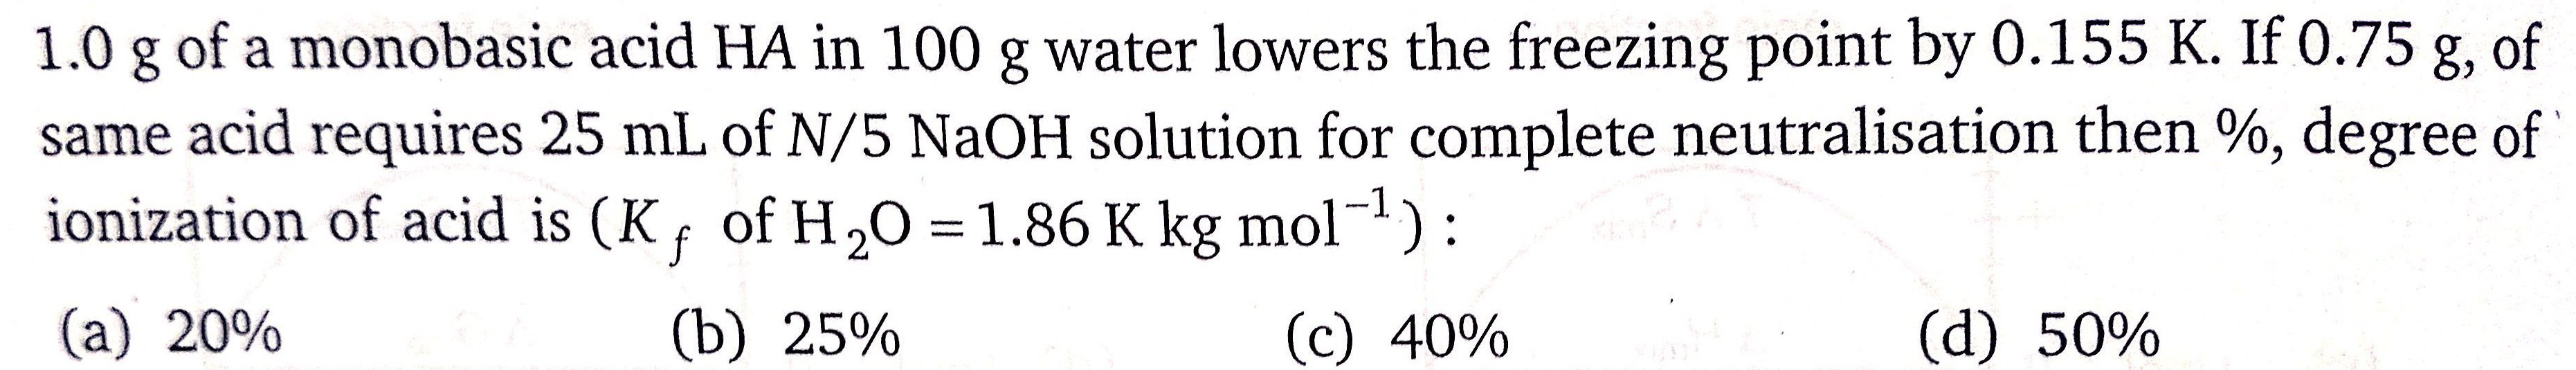 1.0 g of a monobasic acid HA in 100 g water lowers the freezing point by 0.155 K. If 0.75 g, of
same acid requires 25 mL of N/5 NaOH solution for complete neutralisation then %, degree of
ionization of acid is (K_f of H₂O = 1.86 K kg mol⁻¹) :
(a) 20% (b) 25% (c) 40% (d) 50%